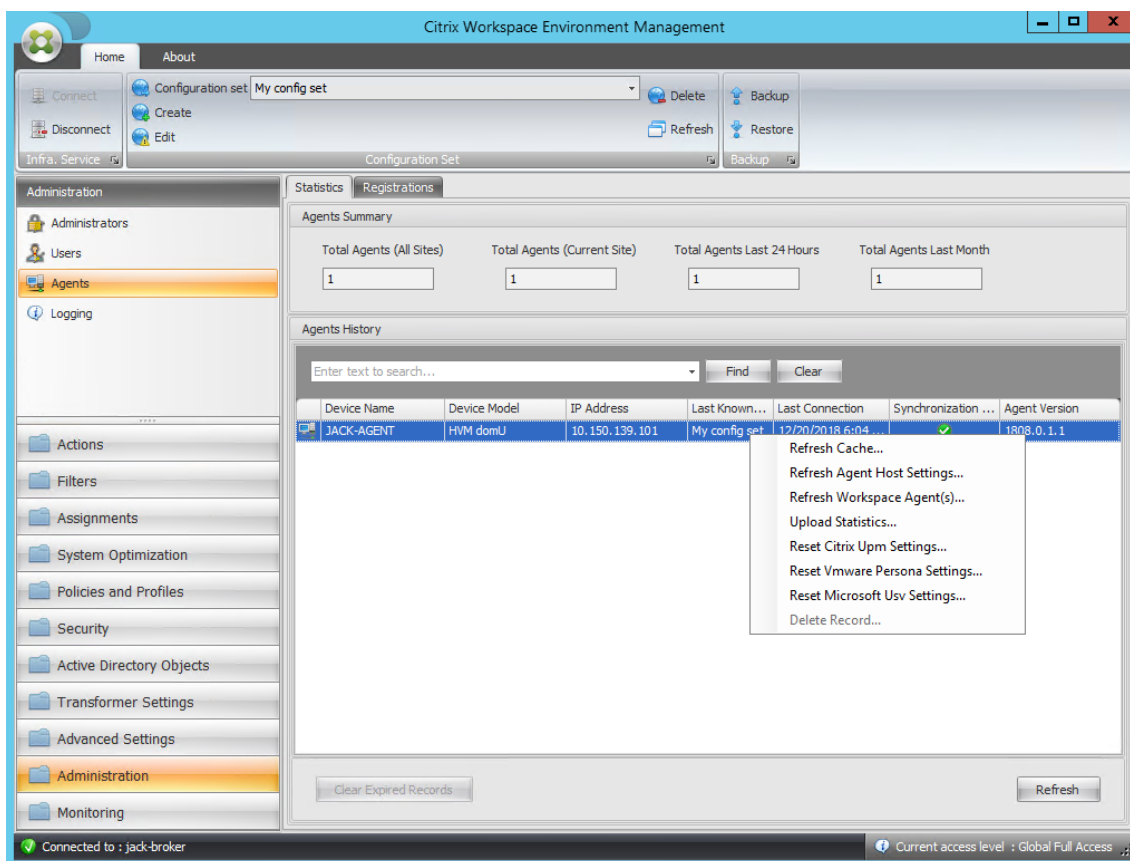 Citrix Workspace Environment Management
Home About
Connect
Disconnect
Infra. Service
Configuration set My config set
Create
Edit
Delete
Refresh
Configuration Set
Backup
Restore
Backup
Administration
Administrators
Users
Agents
Logging
Actions
Filters
Assignments
System Optimization
Policies and Profiles
Security
Active Directory Objects
Transformer Settings
Advanced Settings
Administration
Monitoring
Statistics Registrations
Agents Summary
Total Agents (All Sites) Total Agents (Current Site) Total Agents Last 24 Hours Total Agents Last Month
1 1 1 1
Agents History
Enter text to search... Find Clear
Device Name Device Model IP Address Last Known... Last Connection Synchronization ... Agent Version
JACK-AGENT HVM domU 10.150.139.101 My config set 12/20/2018 6:04 ... 1808.0.1.1
Refresh Cache...
Refresh Agent Host Settings...
Refresh Workspace Agent(s)...
Upload Statistics...
Reset Citrix Upm Settings...
Reset Vmware Persona Settings...
Reset Microsoft Usv Settings...
Delete Record...
Clear Expired Records Refresh
Connected to : jack-broker Current access level : Global Full Access